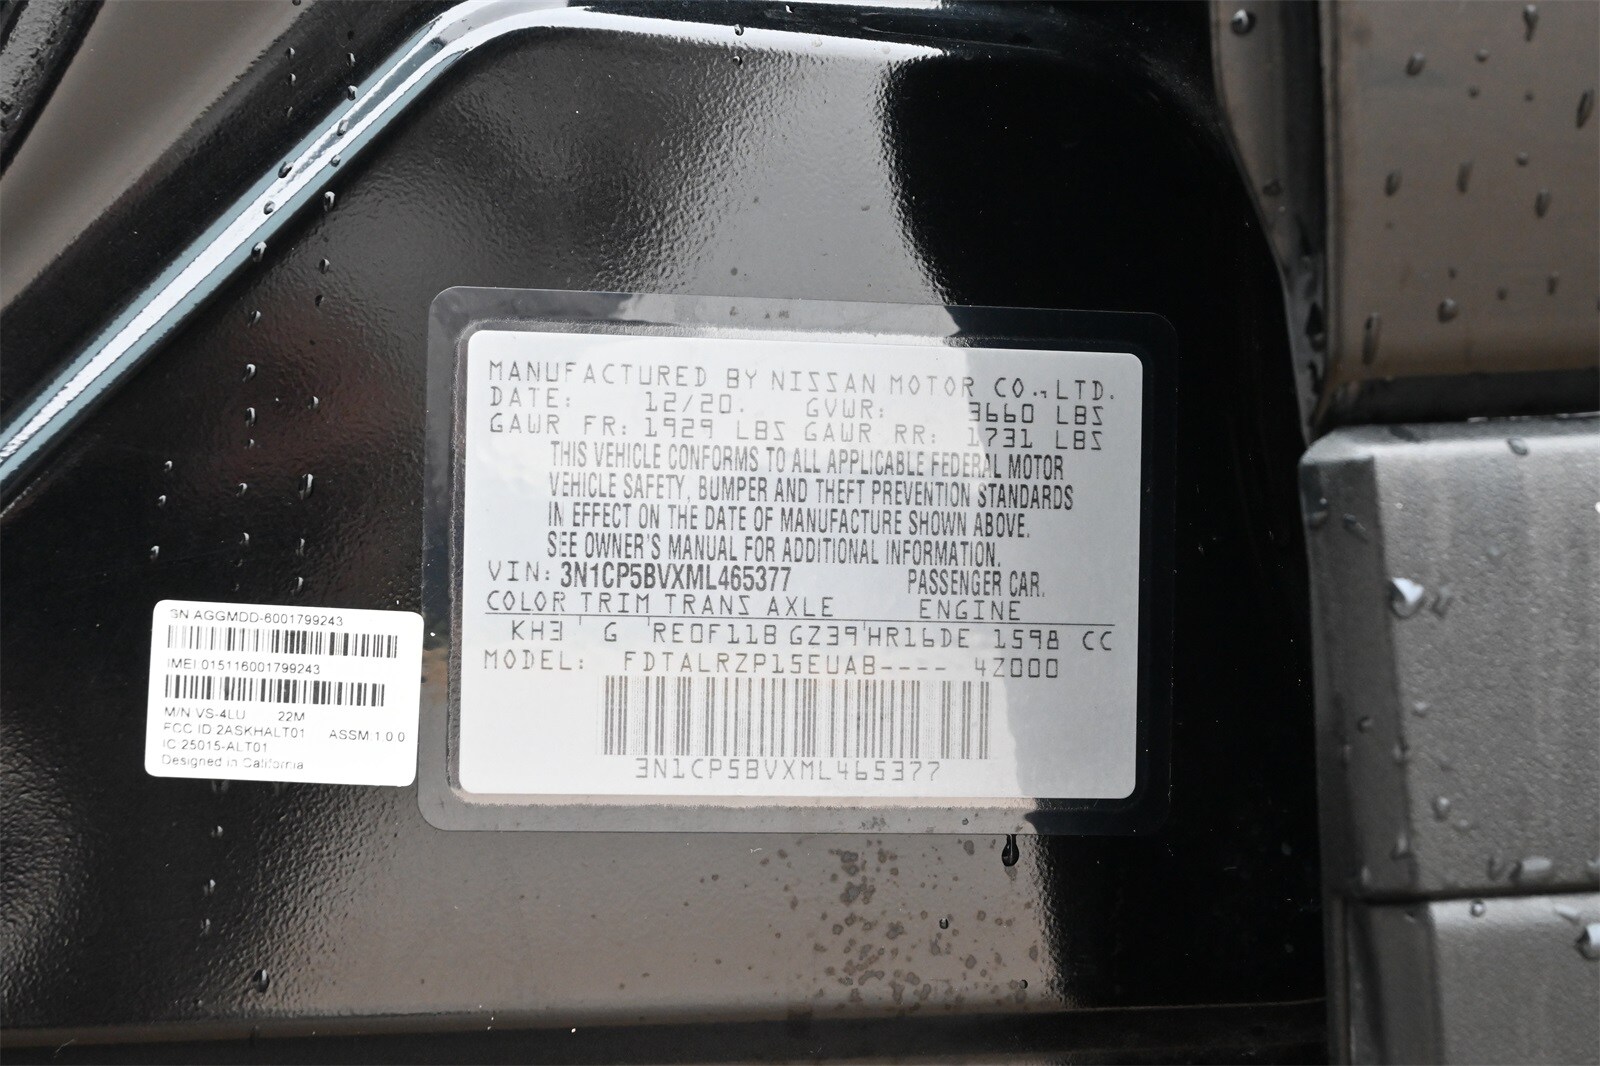 MANUFACTURED BY NISSAN MOTOR CO., LTD.
DATE: 12/20. GVWR: 3660 LBS
GAWR FR: 1929 LBS GAWR RR: 1731 LBS
THIS VEHICLE CONFORMS TO ALL APPLICABLE FEDERAL MOTOR
VEHICLE SAFETY, BUMPER AND THEFT PREVENTION STANDARDS
IN EFFECT ON THE DATE OF MANUFACTURE SHOWN ABOVE.
SEE OWNER'S MANUAL FOR ADDITIONAL INFORMATION.
VIN: 3N1CP5BVXML465377 PASSENGER CAR.
COLOR TRIM TRANS AXLE ENGINE
KH3 G RE0F11B GZ39 HR16DE 1598 CC
MODEL: FDTALRZP15EUAB---- 4Z000
3N1CP5BVXML465377
SN AGGMDD-6001799243
IMEI 015116001799243
M/N VS-4LU 22M
FCC ID 2ASKHALT01 ASSM 1.0.0
IC 25015-ALT01
Designed in California